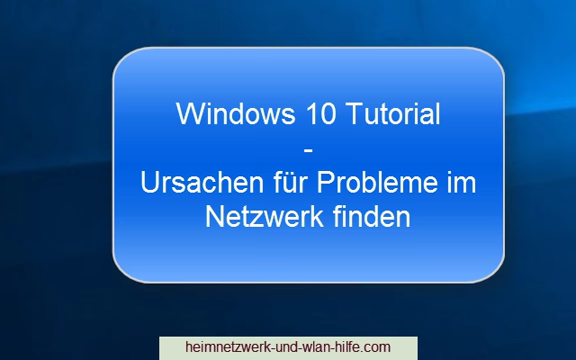 Windows 10 Tutorial
-
Ursachen für Probleme im
Netzwerk finden
heimnetzwerk-und-wlan-hilfe.com